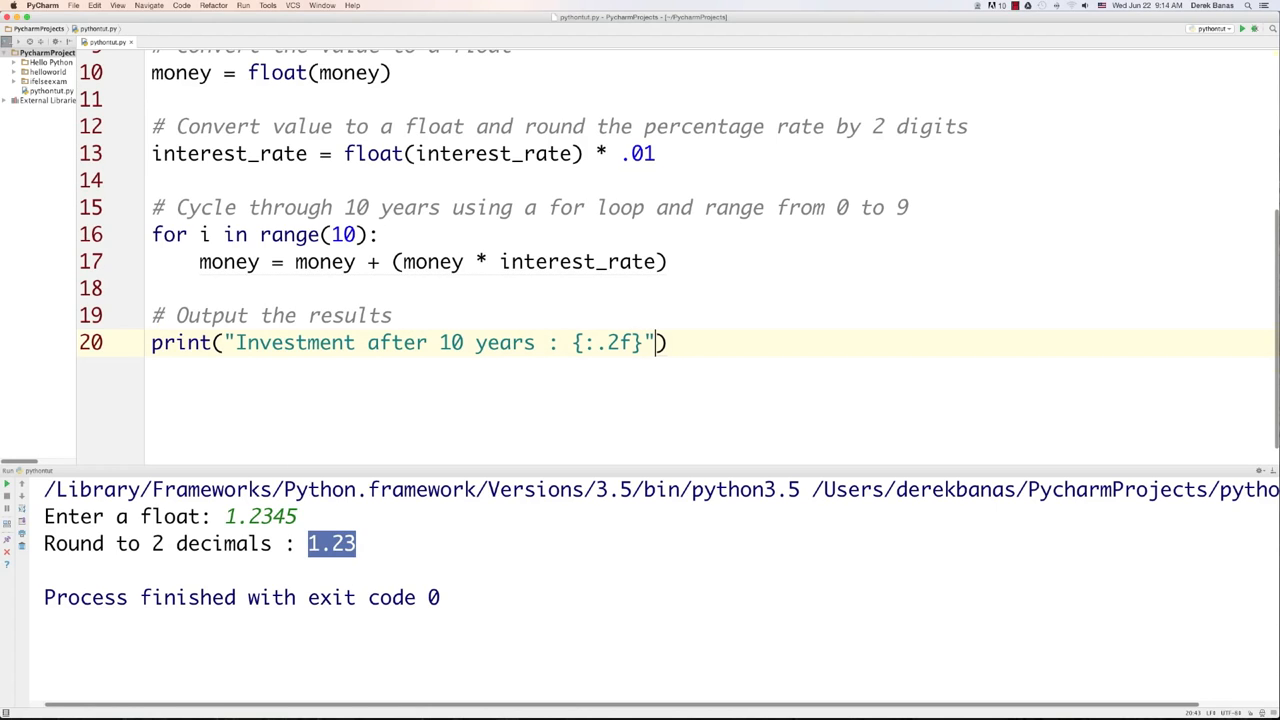 PyCharm File Edit View Navigate Code Refactor Run Tools VCS Window Help 10 Wed Jun 22 9:14 AM Derek Banas
pythontut.py - PyCharmProjects - [~/PycharmProjects]
PycharmProjects pythontut.py pythontut
pythontut.py
PycharmProject
Hello Python
helloworld
ifelseexam
pythontut.py
External Librarie
9 # Convert the value to a float
10 money = float(money)
11
12 # Convert value to a float and round the percentage rate by 2 digits
13 interest_rate = float(interest_rate) * .01
14
15 # Cycle through 10 years using a for loop and range from 0 to 9
16 for i in range(10):
17 money = money + (money * interest_rate)
18
19 # Output the results
20 print("Investment after 10 years : {:.2f}")
Run pythontut
/Library/Frameworks/Python.framework/Versions/3.5/bin/python3.5 /Users/derekbanas/PycharmProjects/pytho
Enter a float: 1.2345
Round to 2 decimals : 1.23
Process finished with exit code 0
20:43 LF÷ UTF-8÷